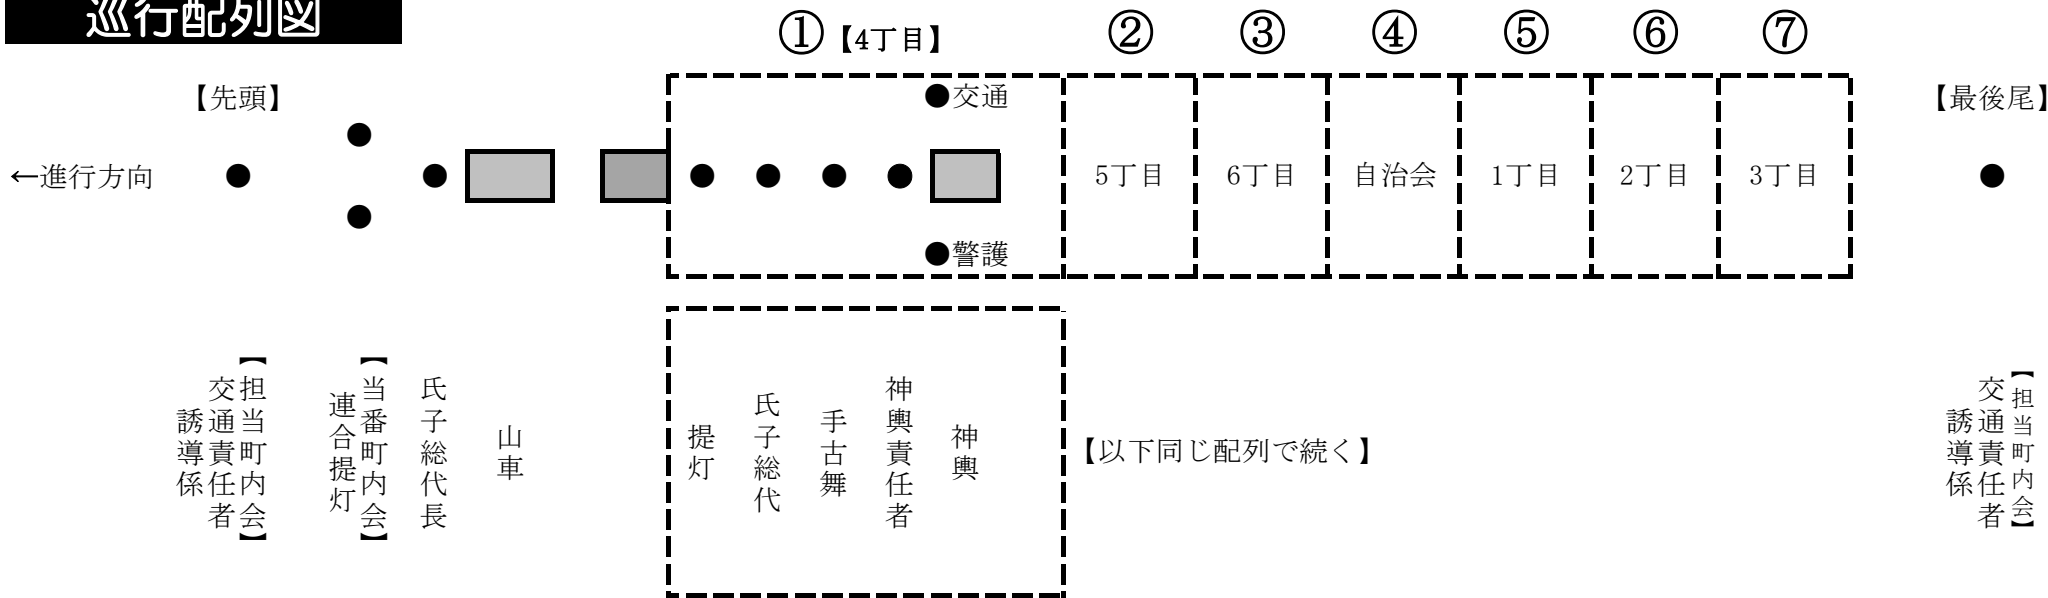 巡行配列図
①【4丁目】
②
③
④
⑤
⑥
⑦
【先頭】
●交通
【最後尾】
←進行方向
5丁目
6丁目
自治会
1丁目
2丁目
3丁目
●警護
【担当町内会】
交通責任者
誘導係
【当番町内会】
連合提灯
氏子総代長
山車
提灯
氏子総代
手古舞
神輿責任者
神輿
【以下同じ配列で続く】
【担当町内会】
交通責任者
誘導係